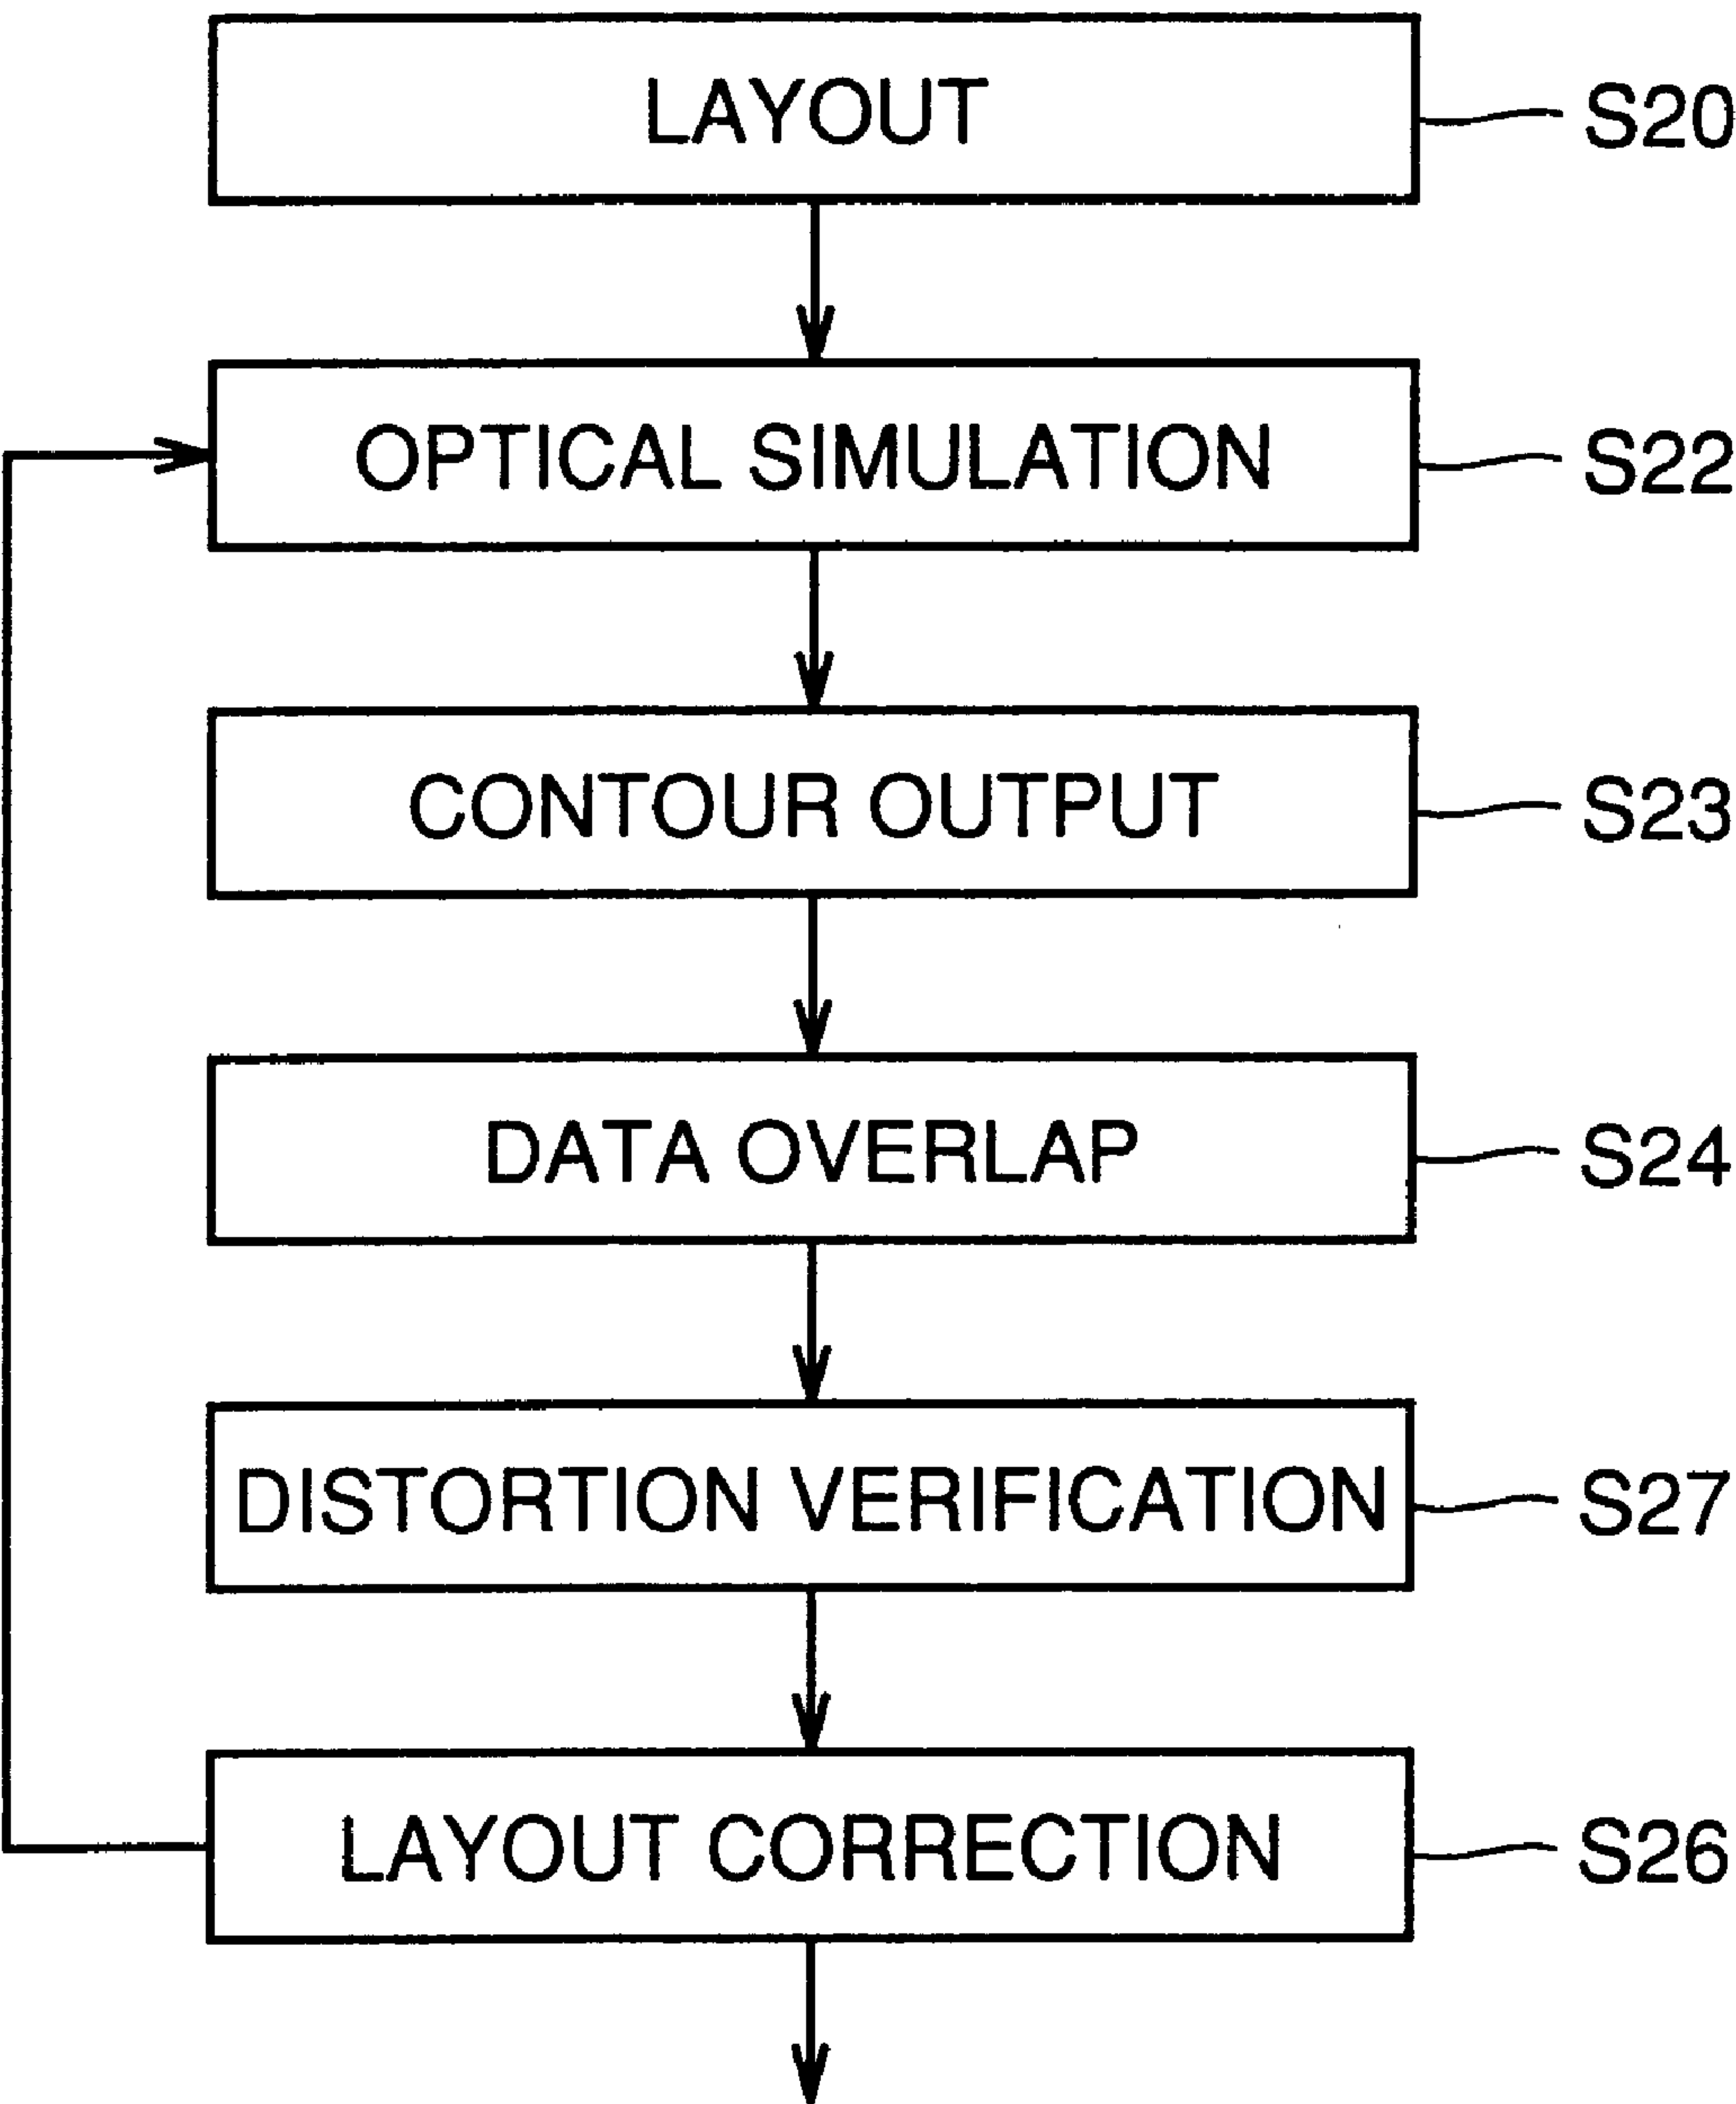 LAYOUT S20
OPTICAL SIMULATION S22
CONTOUR OUTPUT S23
DATA OVERLAP S24
DISTORTION VERIFICATION S27
LAYOUT CORRECTION S26